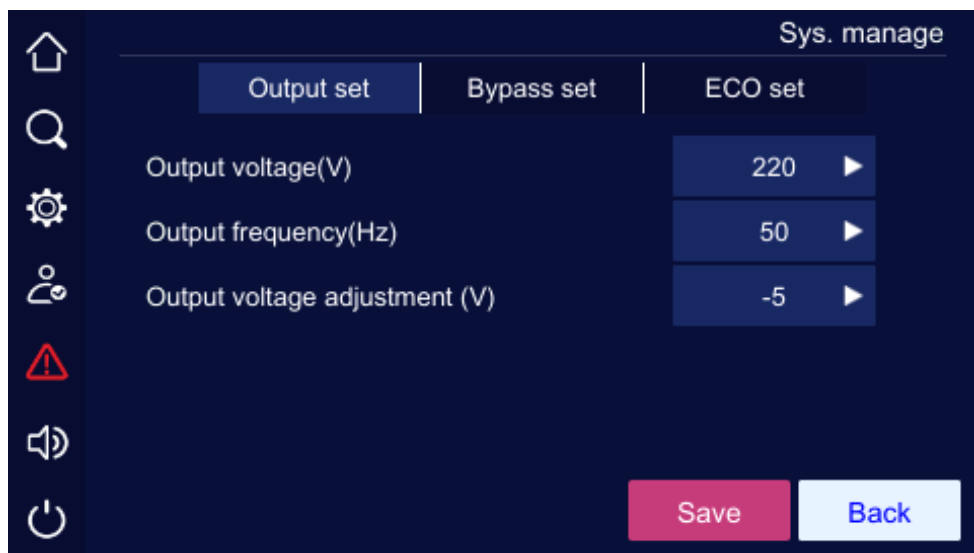 Sys. manage
Output set Bypass set ECO set
Output voltage(V) 220
Output frequency(Hz) 50
Output voltage adjustment (V) -5
Save Back